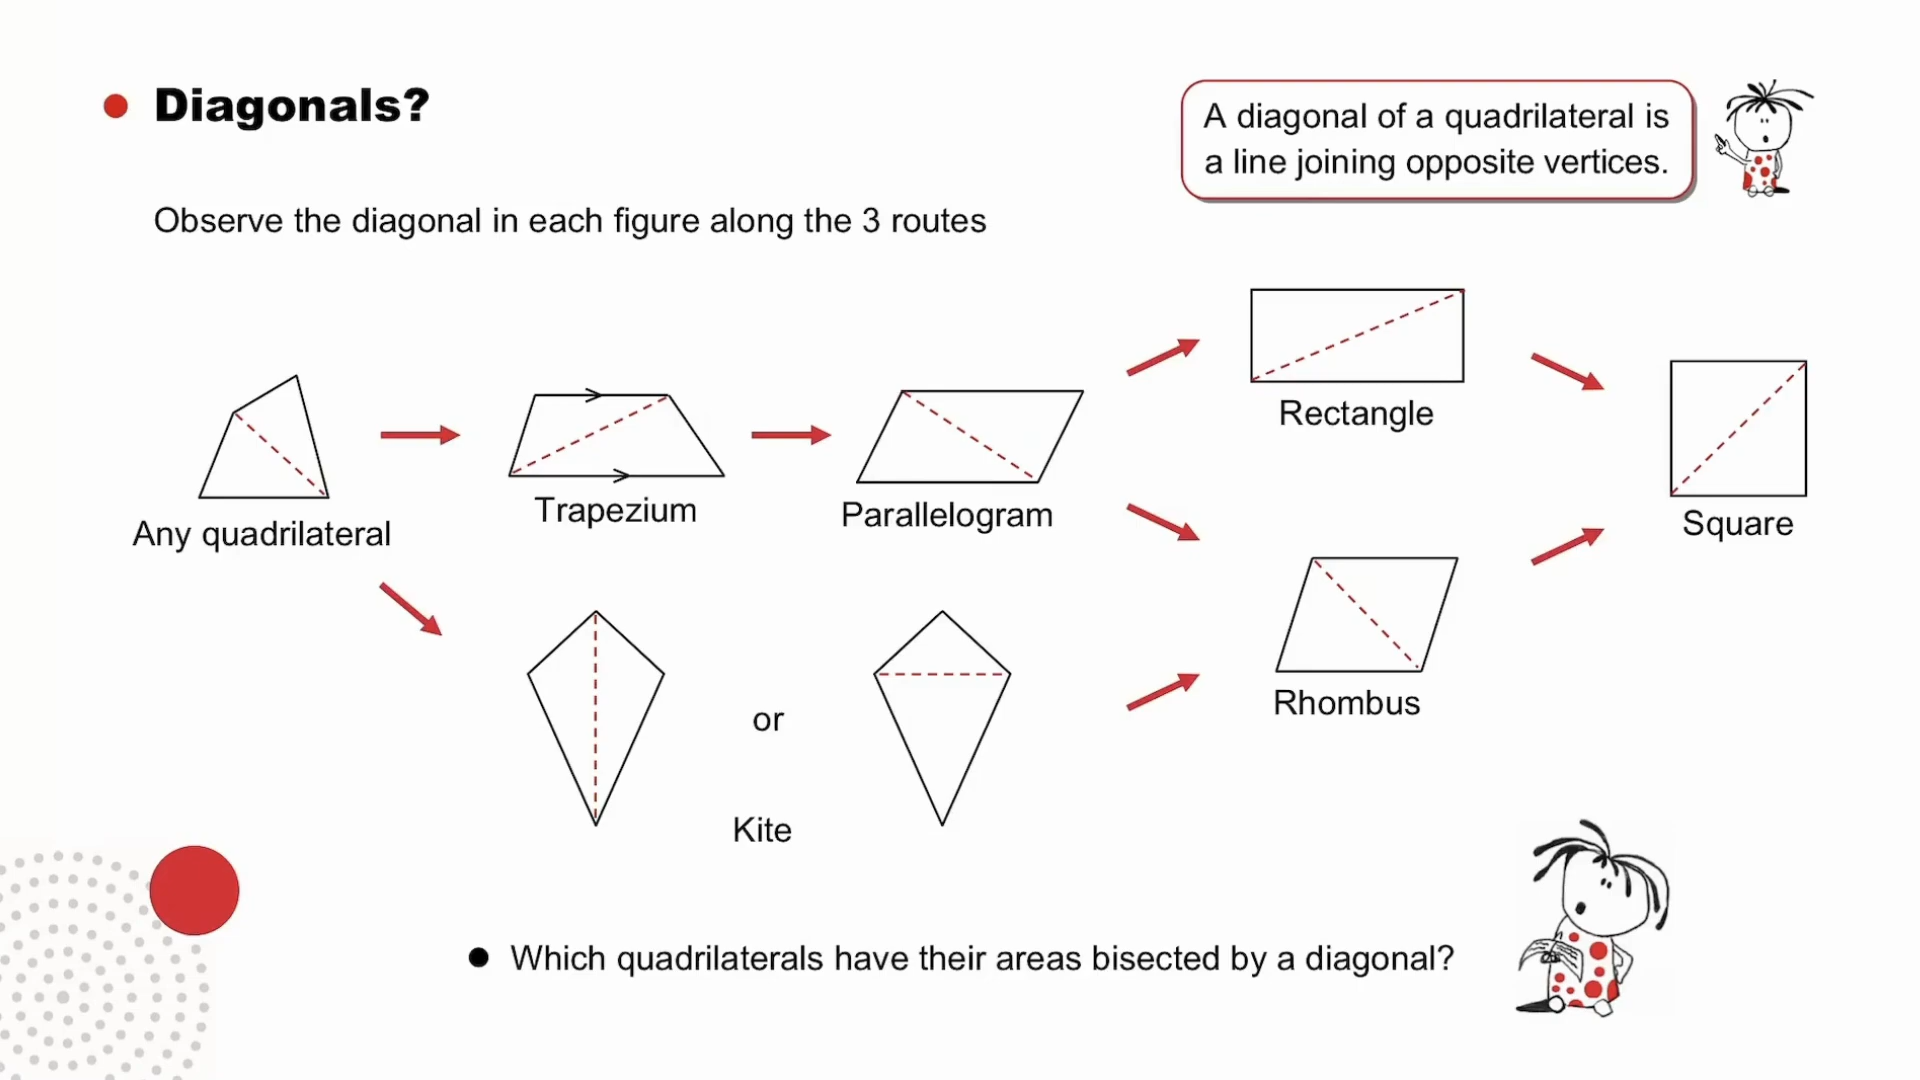 Diagonals?
A diagonal of a quadrilateral is
a line joining opposite vertices.
Observe the diagonal in each figure along the 3 routes
Any quadrilateral
Trapezium
Parallelogram
Rectangle
Square
Rhombus
or
Kite
Which quadrilaterals have their areas bisected by a diagonal?